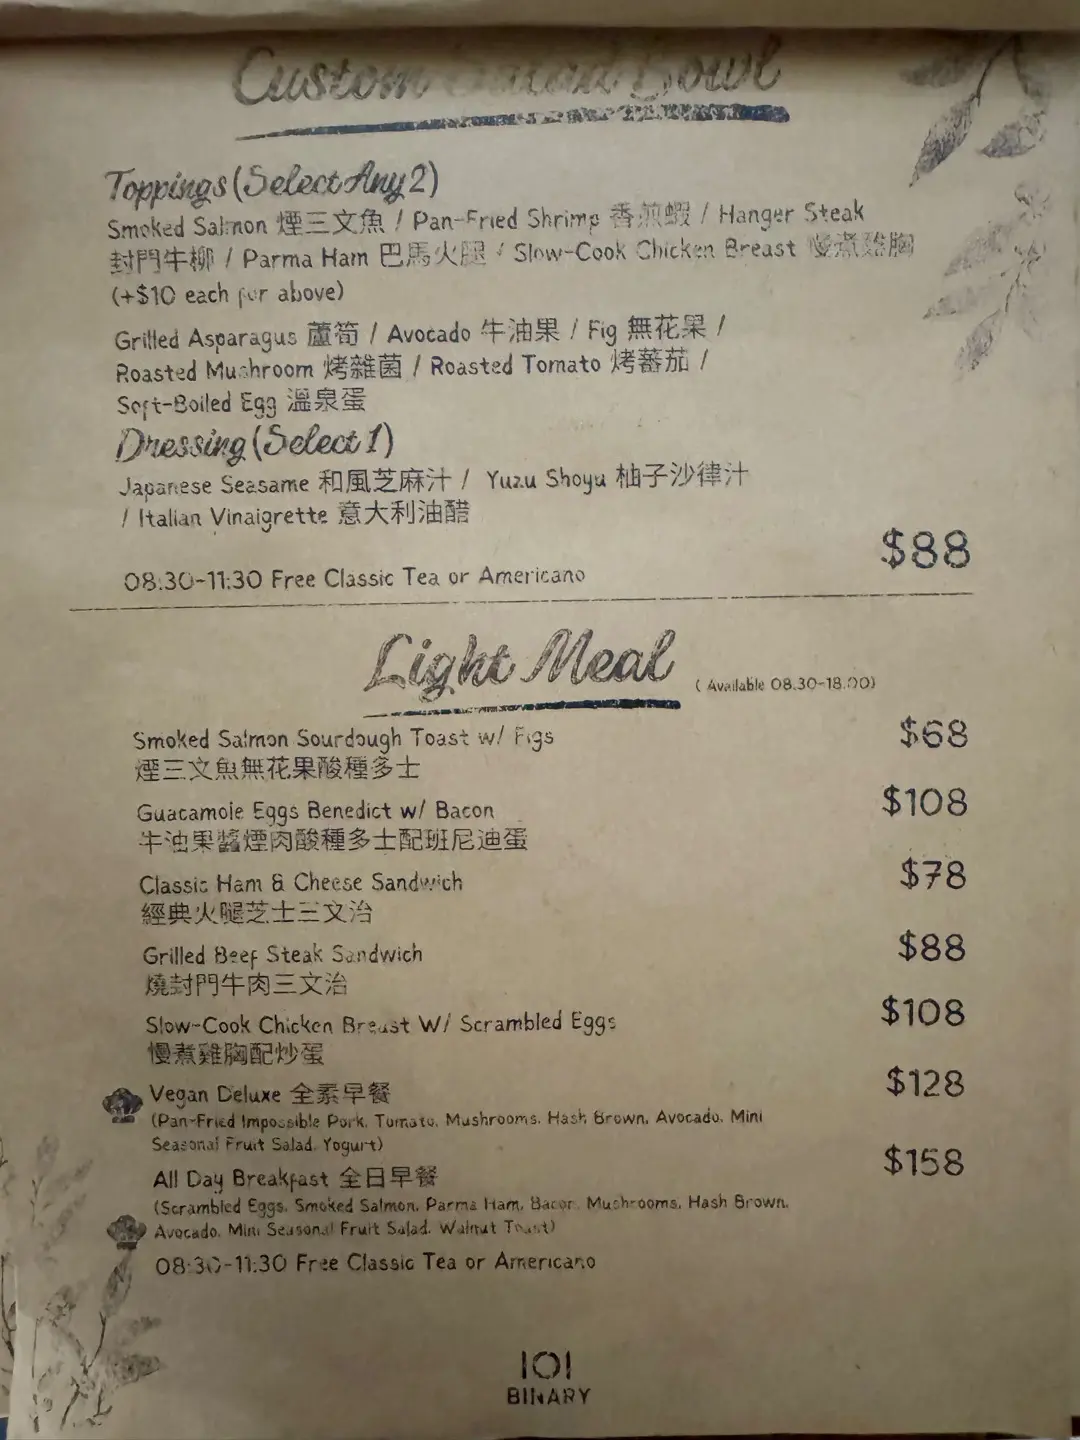 Custom Salad Bowl
Toppings (Select Any 2)
Smoked Salmon 煙三文魚 / Pan-Fried Shrimp 香煎蝦 / Hanger Steak
封門牛柳 / Parma Ham 巴馬火腿 / Slow-Cook Chicken Breast 慢煮雞胸
(+$10 each for above)
Grilled Asparagus 蘆筍 / Avocado 牛油果 / Fig 無花果 /
Roasted Mushroom 烤雜菌 / Roasted Tomato 烤蕃茄 /
Soft-Boiled Egg 溫泉蛋
Dressing (Select 1)
Japanese Seasame 和風芝麻汁 / Yuzu Shoyu 柚子沙律汁
/ Italian Vinaigrette 意大利油醋
$88
08:30-11:30 Free Classic Tea or Americano
Light Meal ( Available 08.30-18.00)
Smoked Salmon Sourdough Toast w/ Figs $68
煙三文魚無花果酸種多士
Guacamole Eggs Benedict w/ Bacon $108
牛油果醬煙肉酸種多士配班尼迪蛋
Classic Ham & Cheese Sandwich $78
經典火腿芝士三文治
Grilled Beef Steak Sandwich $88
燒封門牛肉三文治
Slow-Cook Chicken Breast W/ Scrambled Eggs $108
慢煮雞胸配炒蛋
Vegan Deluxe 全素早餐 $128
(Pan-Fried Impossible Pork, Tomato, Mushrooms, Hash Brown, Avocado, Mini
Seasonal Fruit Salad, Yogurt)
All Day Breakfast 全日早餐 $158
(Scrambled Eggs, Smoked Salmon, Parma Ham, Bacon, Mushrooms, Hash Brown,
Avocado, Mini Seasonal Fruit Salad, Walnut Toast)
08:30-11:30 Free Classic Tea or Americano
101
BINARY